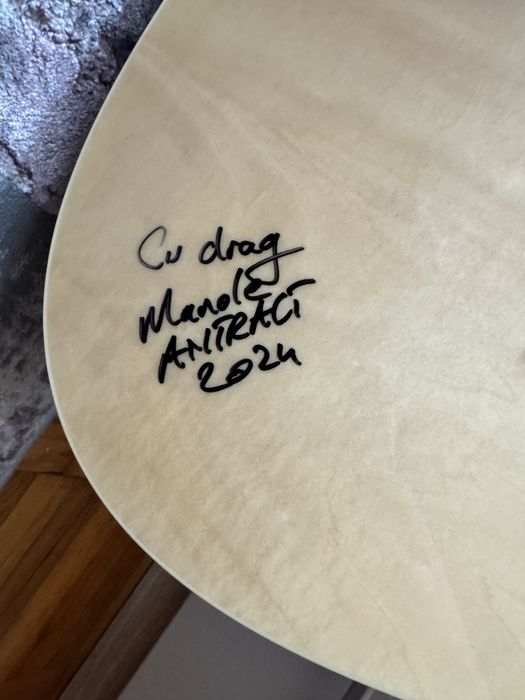 Cu drag
Manole
ANTRACT
2024